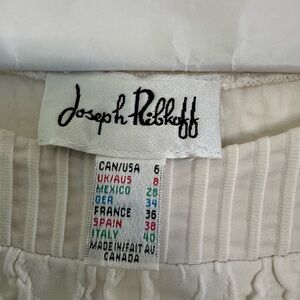 Joseph Ribkoff
CAN/USA 6
UK/AUS 8
MEXICO 28
GER 34
FRANCE 36
SPAIN 38
ITALY 40
MADE IN/FAIT AU
CANADA